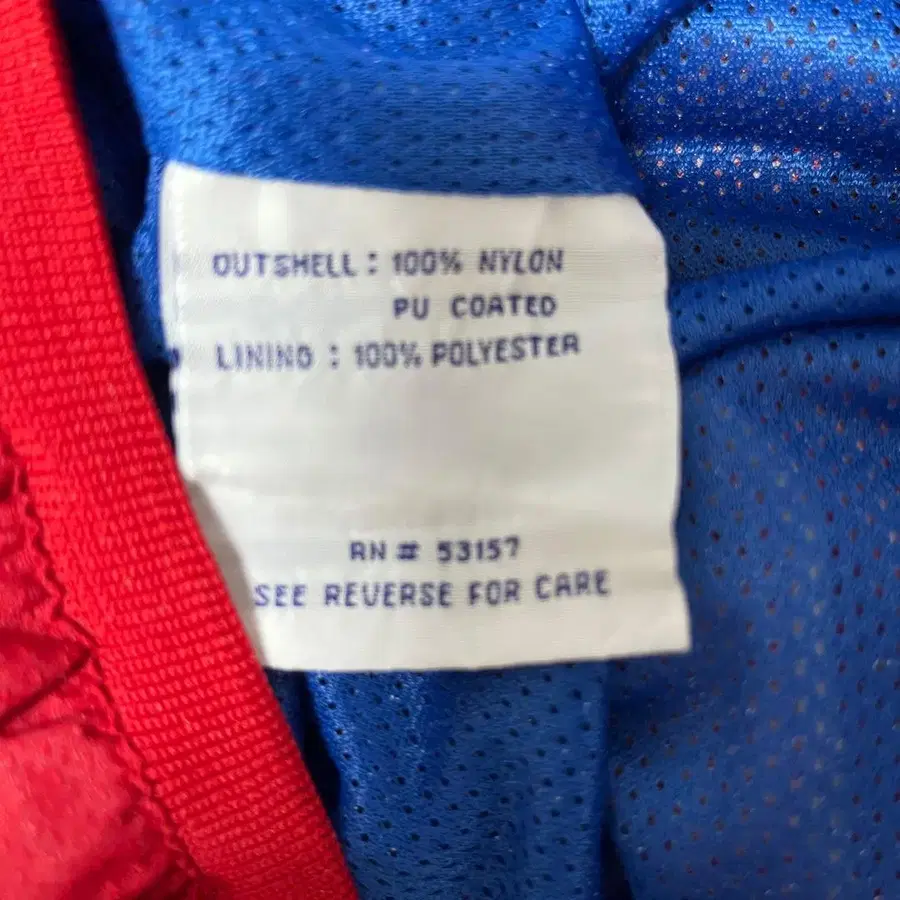 OUTSHELL : 100% NYLON
PU COATED
LINING : 100% POLYESTER
RN # 53157
SEE REVERSE FOR CARE